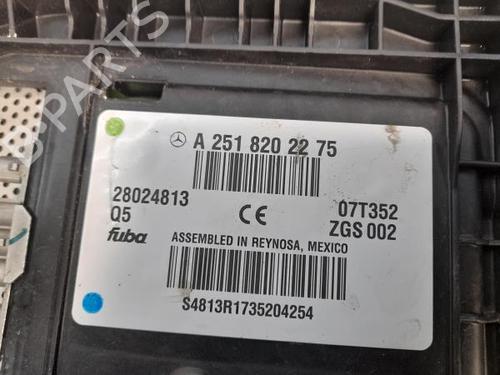 B-PARTS
A 251 820 22 75
28024813
07T352
Q5
CE
ZGS 002
fuba
ASSEMBLED IN REYNOSA, MEXICO
S4813R1735204254